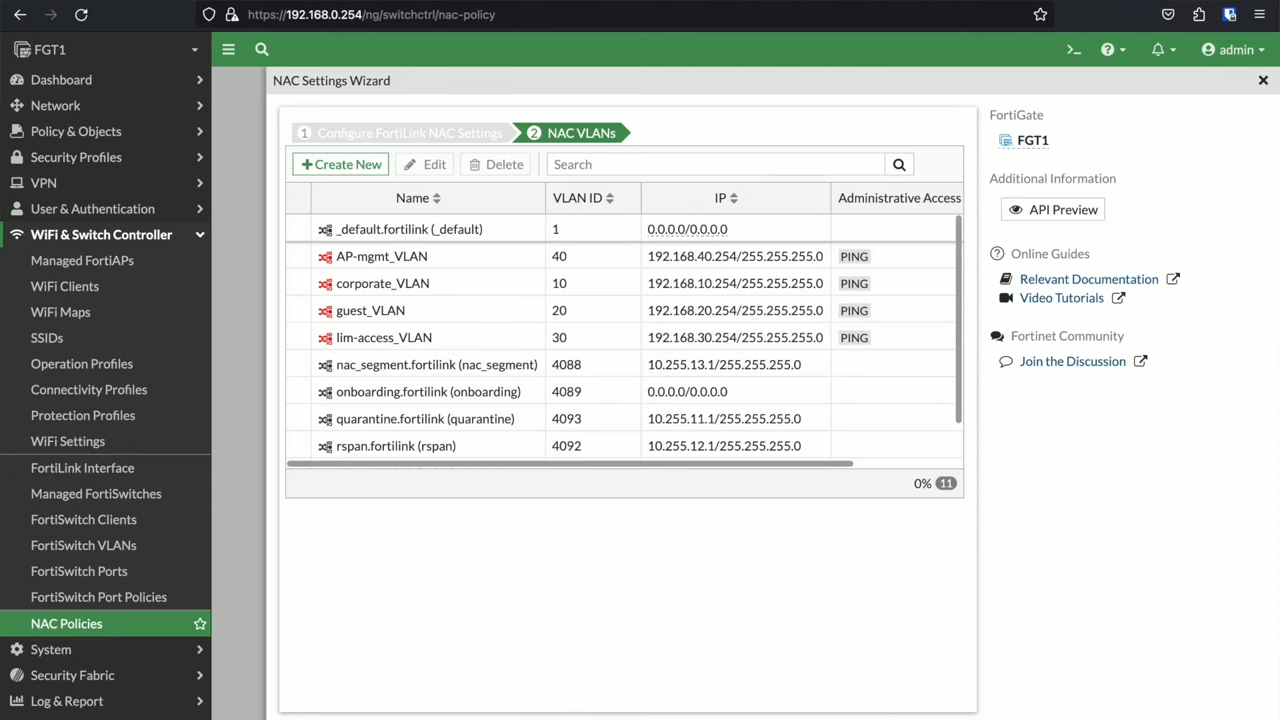 https://192.168.0.254/ng/switchctrl/nac-policy
FGT1
admin
Dashboard
Network
Policy & Objects
Security Profiles
VPN
User & Authentication
WiFi & Switch Controller
Managed FortiAPs
WiFi Clients
WiFi Maps
SSIDs
Operation Profiles
Connectivity Profiles
Protection Profiles
WiFi Settings
FortiLink Interface
Managed FortiSwitches
FortiSwitch Clients
FortiSwitch VLANs
FortiSwitch Ports
FortiSwitch Port Policies
NAC Policies
System
Security Fabric
Log & Report
NAC Settings Wizard
1 Configure FortiLink NAC Settings 2 NAC VLANs
+Create New Edit Delete Search
Name VLAN ID IP Administrative Access
_default.fortilink (_default) 1 0.0.0.0/0.0.0.0
AP-mgmt_VLAN 40 192.168.40.254/255.255.255.0 PING
corporate_VLAN 10 192.168.10.254/255.255.255.0 PING
guest_VLAN 20 192.168.20.254/255.255.255.0 PING
lim-access_VLAN 30 192.168.30.254/255.255.255.0 PING
nac_segment.fortilink (nac_segment) 4088 10.255.13.1/255.255.255.0
onboarding.fortilink (onboarding) 4089 0.0.0.0/0.0.0.0
quarantine.fortilink (quarantine) 4093 10.255.11.1/255.255.255.0
rspan.fortilink (rspan) 4092 10.255.12.1/255.255.255.0
0% 11
FortiGate
FGT1
Additional Information
API Preview
Online Guides
Relevant Documentation
Video Tutorials
Fortinet Community
Join the Discussion